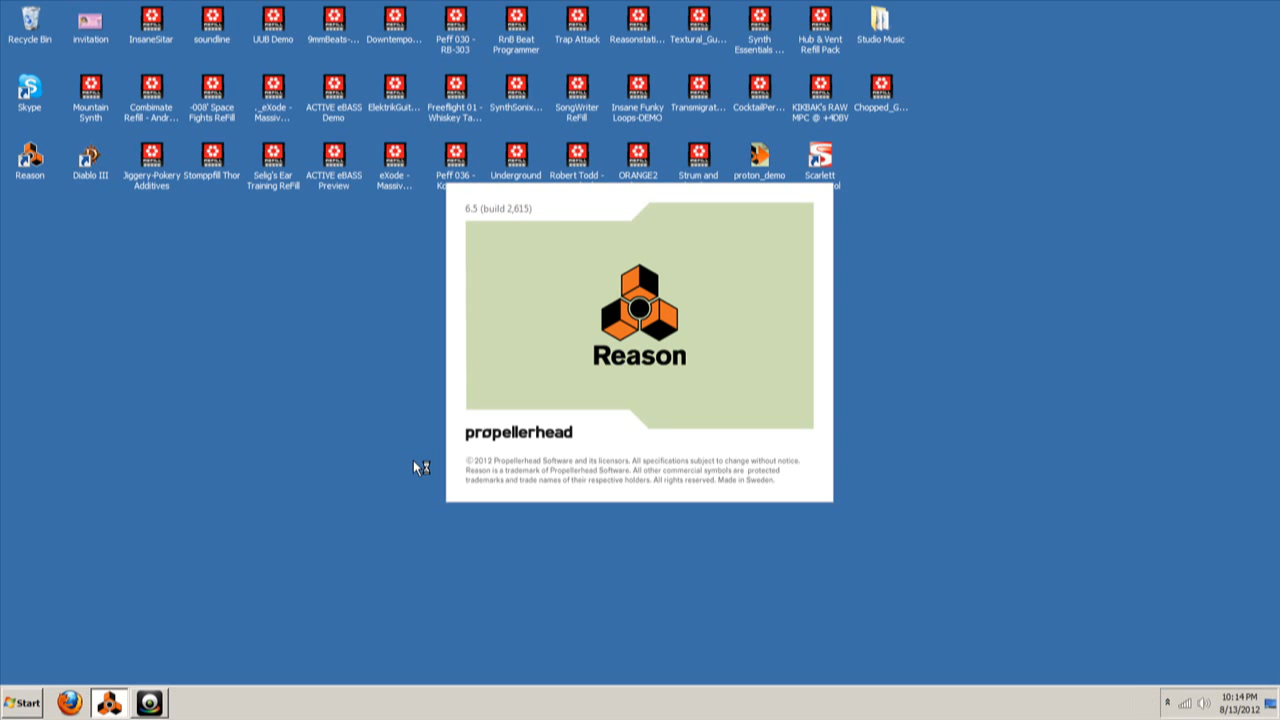 Recycle Bin
invitation
InsaneSitar
soundline
UUB Demo
9mmBeats-...
Downtempo...
Peff 030 -
RB-303
RnB Beat
Programmer
Trap Attack
Reasonstati...
Textural_Gu...
Synth
Essentials ...
Hub & Vent
Refill Pack
Studio Music
Skype
Mountain
Synth
Combimate
Refill - Andr...
-008' Space
Fights ReFill
._eXode -
Massiv...
ACTIVE eBASS
Demo
ElektrikGuit...
Freeflight 01 -
Whiskey Ta...
SynthSonix...
SongWriter
ReFill
Insane Funky
Loops-DEMO
Transmigrat...
CocktailPer...
KIKBAK's RAW
MPC @ +4DBV
Chopped_G...
Reason
Diablo III
Jiggery-Pokery
Additives
Stomppfill Thor
Selig's Ear
Training ReFill
ACTIVE eBASS
Preview
eXode -
Massiv...
Peff 036 -
Underground
Robert Todd -
ORANGE2
Strum and
proton_demo
Scarlett
6.5 (build 2,615)
Reason
propellerhead
©2012 Propellerhead Software and its licensors. All specifications subject to change without notice.
Reason is a trademark of Propellerhead Software. All other commercial symbols are protected
trademarks and trade names of their respective holders. All rights reserved. Made in Sweden.
Start
10:14 PM
8/13/2012